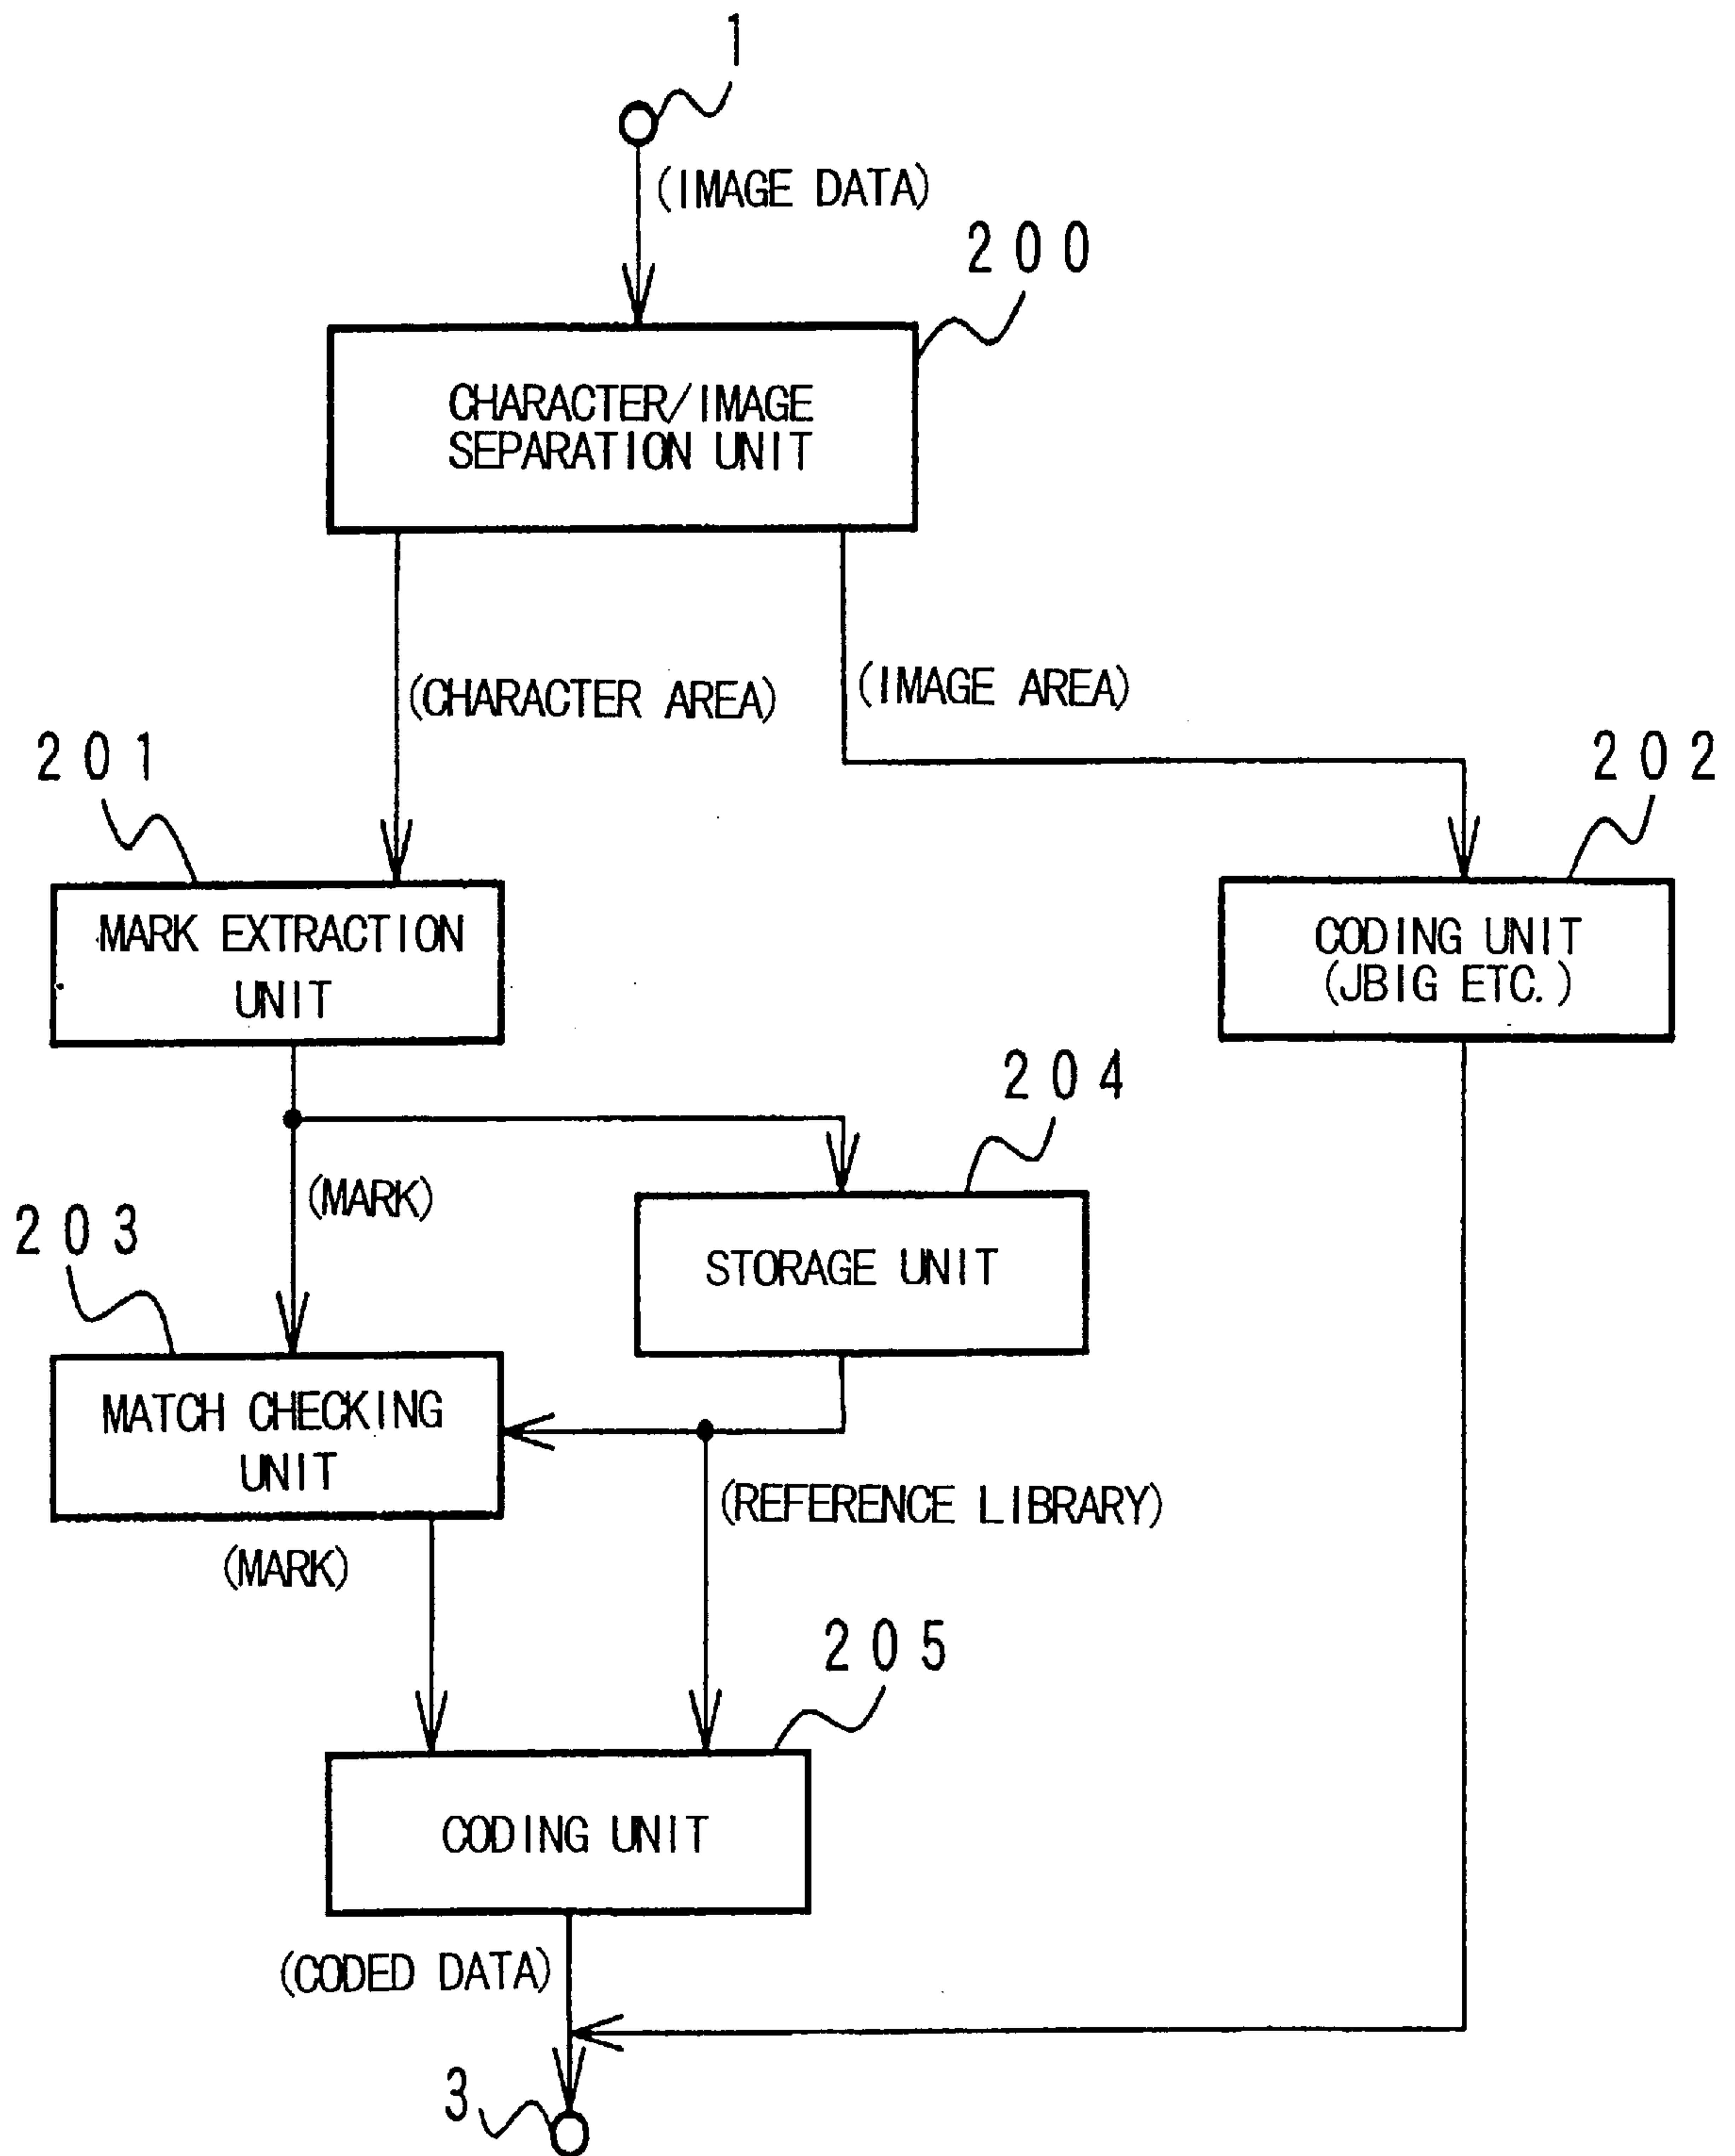 1
(IMAGE DATA)
200
CHARACTER/IMAGE
SEPARATION UNIT
(CHARACTER AREA)
(IMAGE AREA)
201
202
MARK EXTRACTION
UNIT
CODING UNIT
(JBIG ETC.)
204
(MARK)
203
STORAGE UNIT
MATCH CHECKING
UNIT
(REFERENCE LIBRARY)
(MARK)
205
CODING UNIT
(CODED DATA)
3